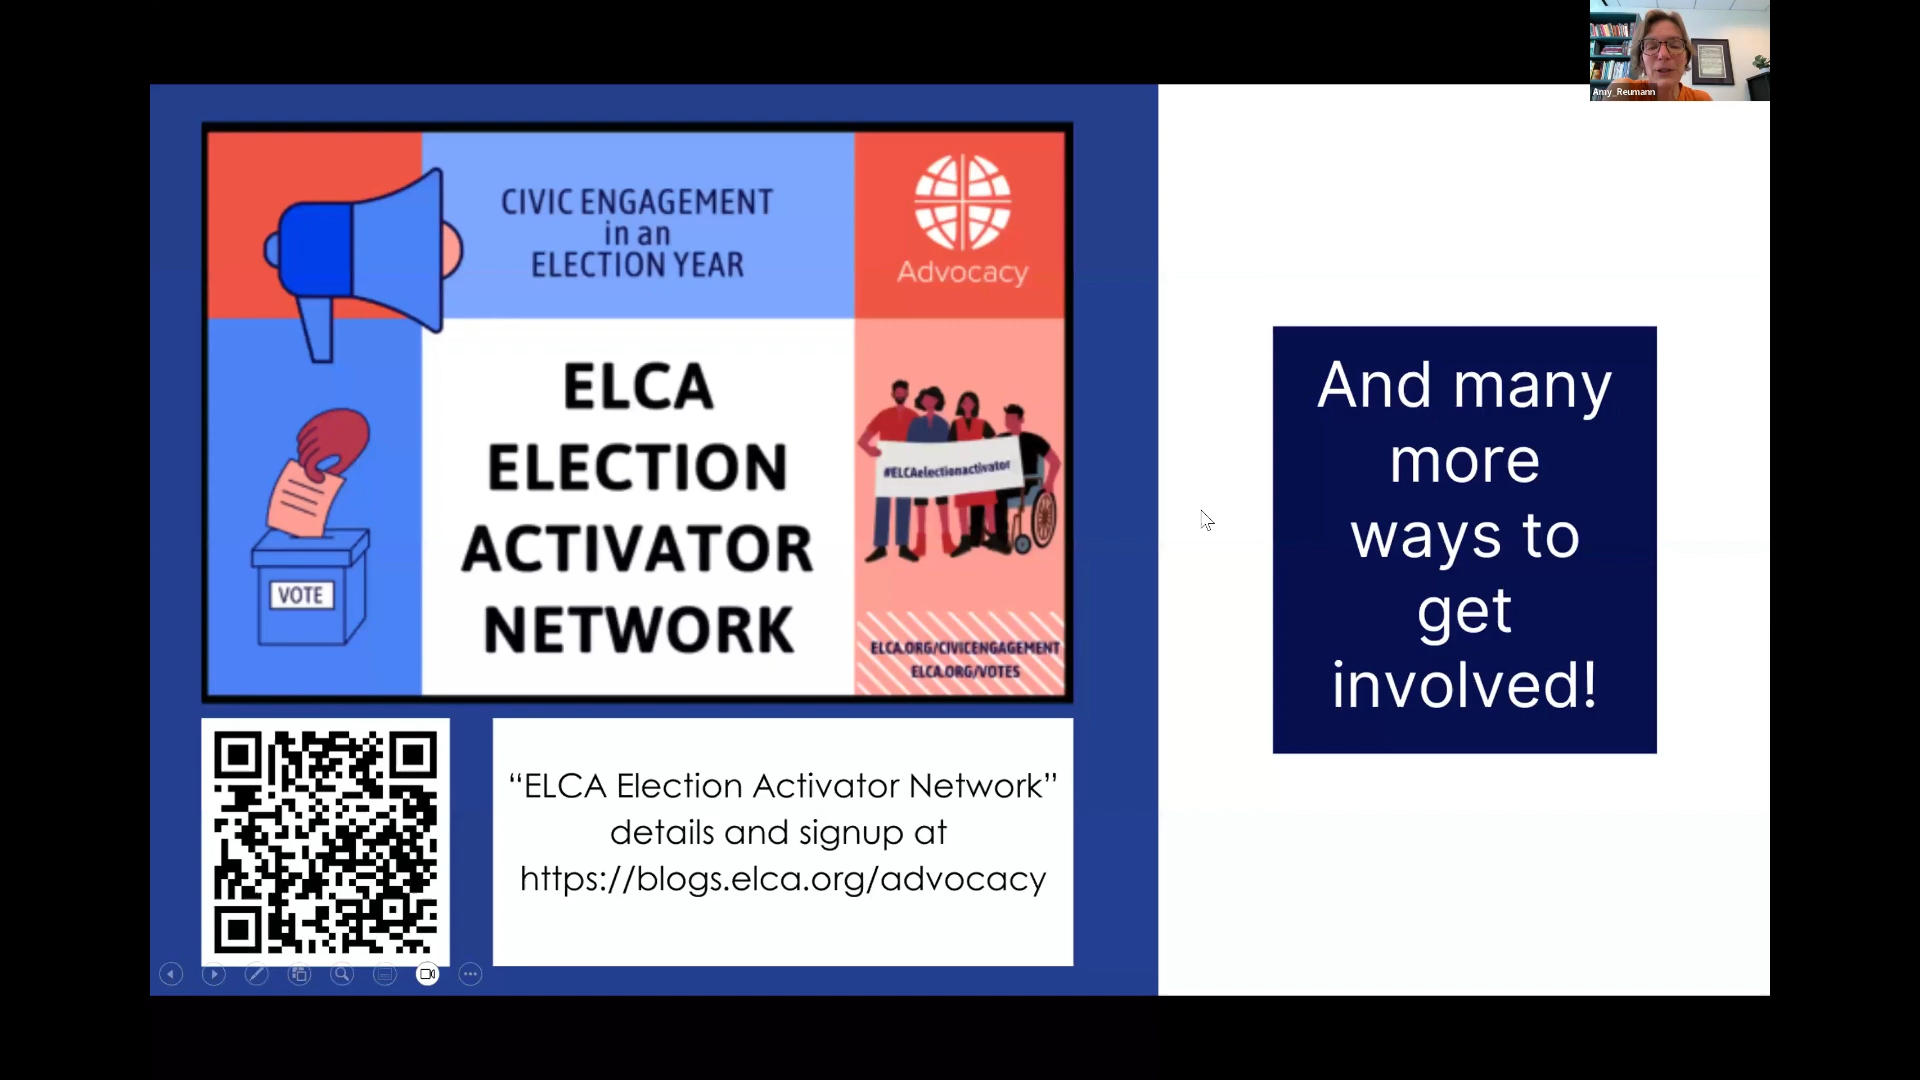 Amy_Reumann
CIVIC ENGAGEMENT
in an
ELECTION YEAR
Advocacy
ELCA
ELECTION
ACTIVATOR
NETWORK
VOTE
#ELCAelectionactivator
ELCA.ORG/CIVICENGAGEMENT
ELCA.ORG/VOTES
“ELCA Election Activator Network”
details and signup at
https://blogs.elca.org/advocacy
And many
more
ways to
get
involved!